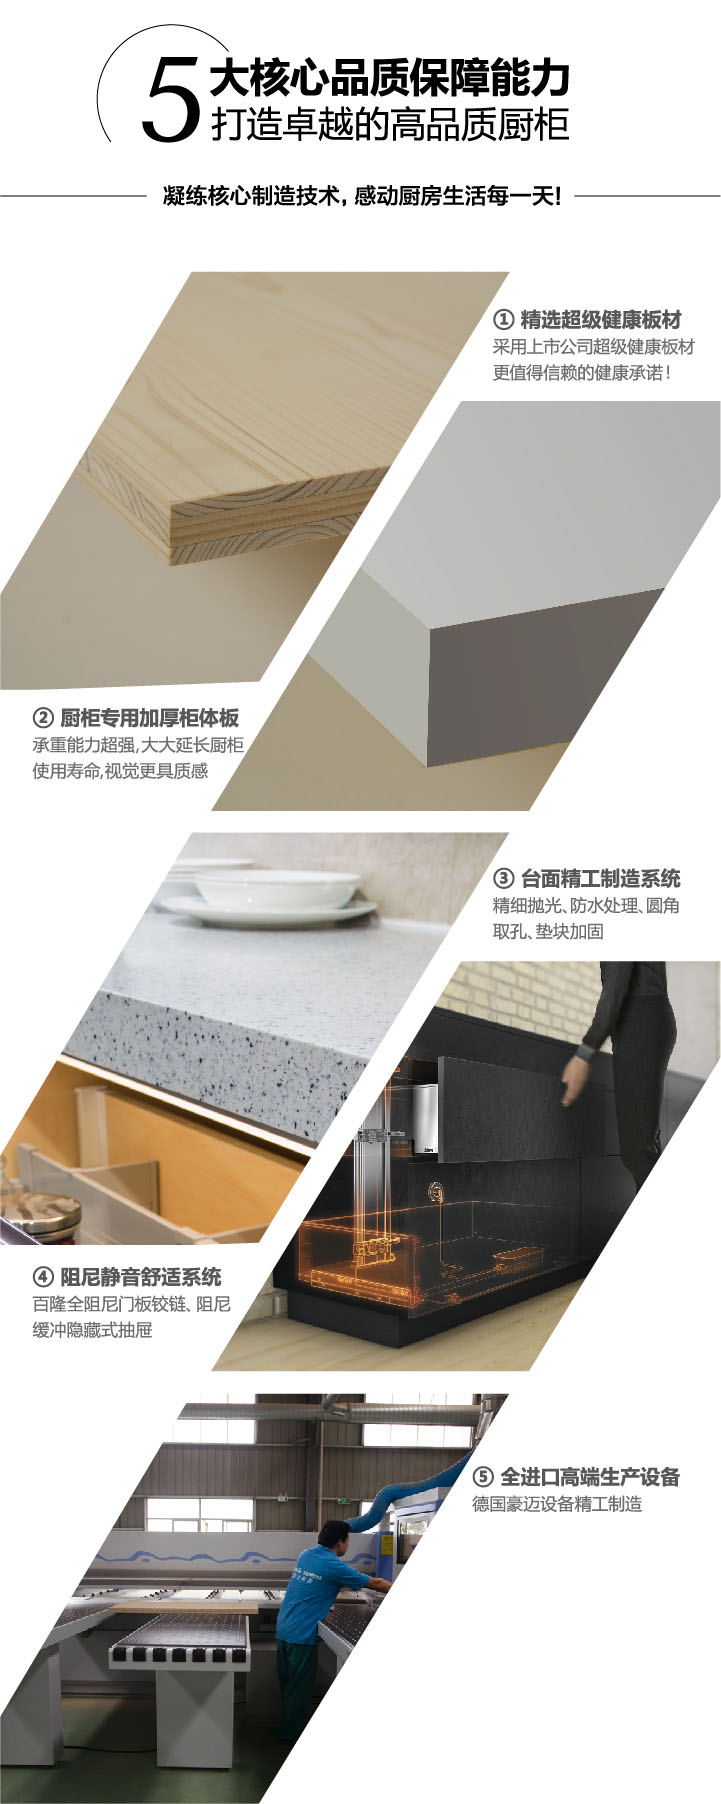 5
大核心品质保障能力
打造卓越的高品质厨柜
凝练核心制造技术,感动厨房生活每一天!
① 精选超级健康板材
采用上市公司超级健康板材
更值得信赖的健康承诺!
② 厨柜专用加厚柜体板
承重能力超强,大大延长厨柜
使用寿命,视觉更具质感
③ 台面精工制造系统
精细抛光、防水处理、圆角
取孔、垫块加固
④ 阻尼静音舒适系统
百隆全阻尼门板铰链、阻尼
缓冲隐藏式抽屉
⑤ 全进口高端生产设备
德国豪迈设备精工制造